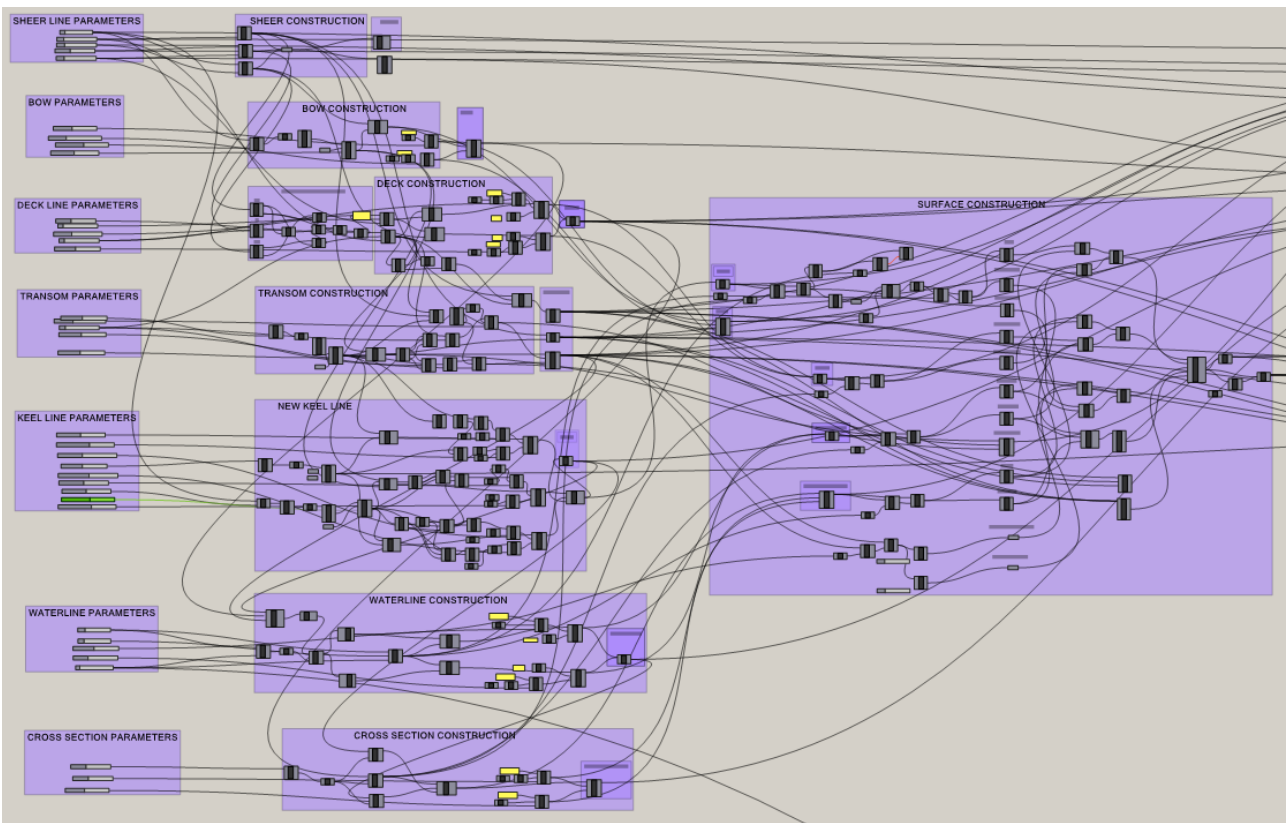 SHEER LINE PARAMETERS
SHEER CONSTRUCTION
BOW PARAMETERS
BOW CONSTRUCTION
DECK LINE PARAMETERS
DECK CONSTRUCTION
SURFACE CONSTRUCTION
TRANSOM PARAMETERS
TRANSOM CONSTRUCTION
KEEL LINE PARAMETERS
NEW KEEL LINE
WATERLINE PARAMETERS
WATERLINE CONSTRUCTION
CROSS SECTION PARAMETERS
CROSS SECTION CONSTRUCTION